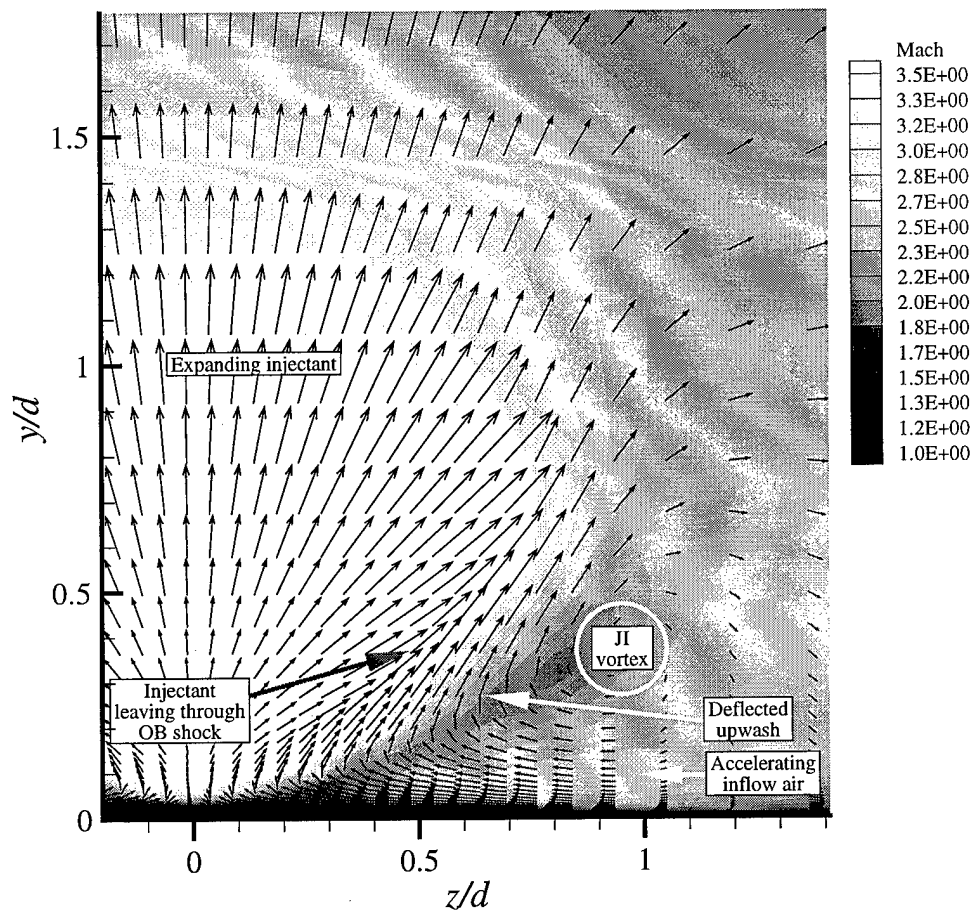 Mach
3.5E+00
3.3E+00
3.2E+00
3.0E+00
2.8E+00
2.7E+00
2.5E+00
2.3E+00
2.2E+00
2.0E+00
1.8E+00
1.7E+00
1.5E+00
1.3E+00
1.2E+00
1.0E+00
1.5
1
0.5
0
y/d
Expanding injectant
JI
vortex
Injectant
leaving through
OB shock
Deflected
upwash
Accelerating
inflow air
0
0.5
1
z/d